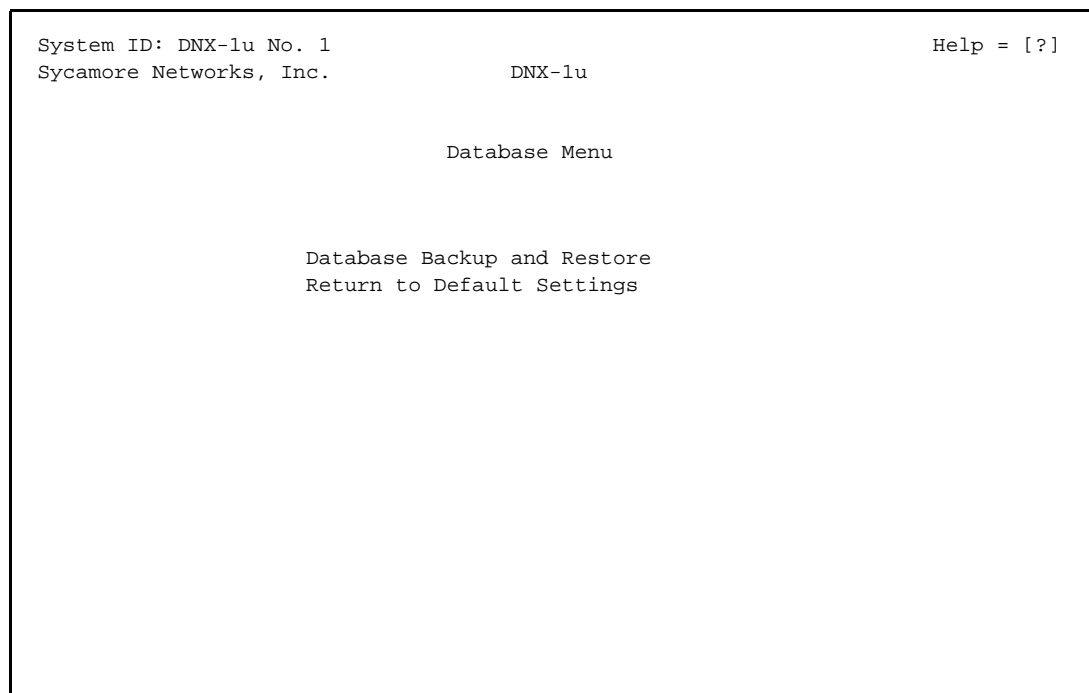 System ID: DNX-1u No. 1 Help = [?]
Sycamore Networks, Inc. DNX-1u
Database Menu
Database Backup and Restore
Return to Default Settings